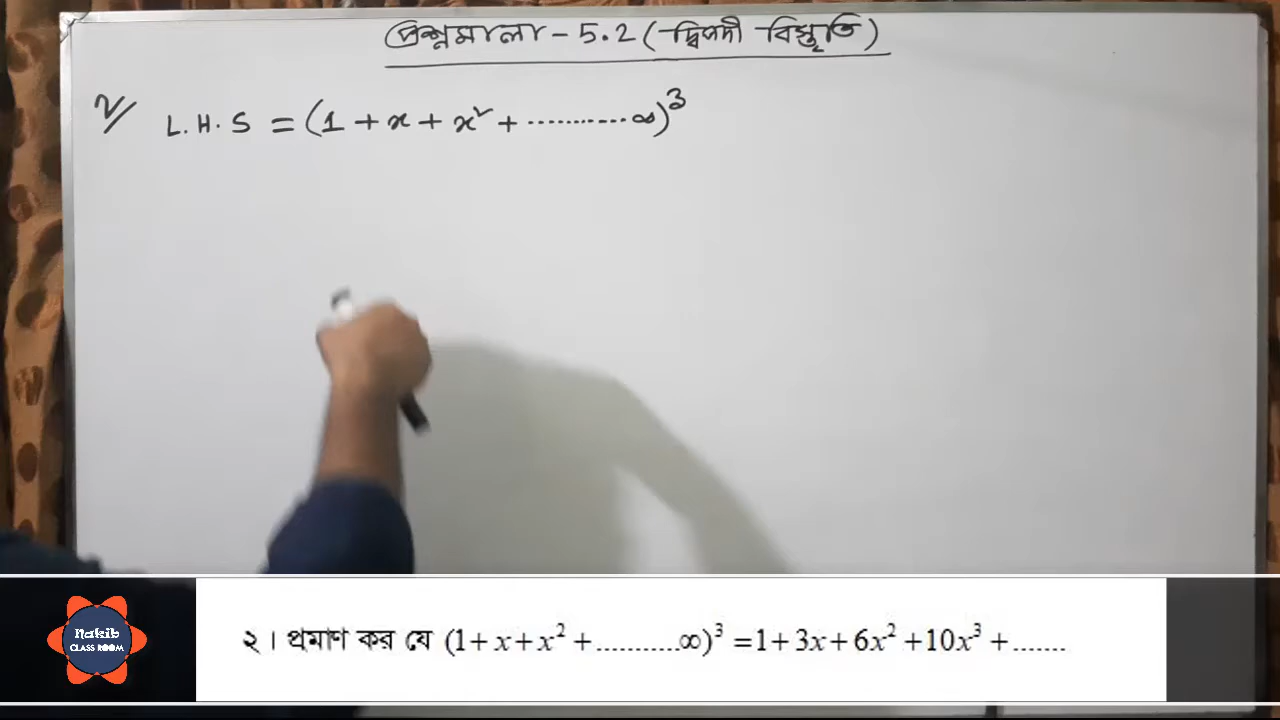 প্রশ্নমালা - 5.2 (দ্বিপদী বিস্তৃতি)
২// L.H.S = (1 + x + x² + ........... ∞)³
Nakib
CLASS ROOM
২। প্রমাণ কর যে (1+ x + x² + ...........∞)³ = 1 + 3x + 6x² + 10x³ + .......